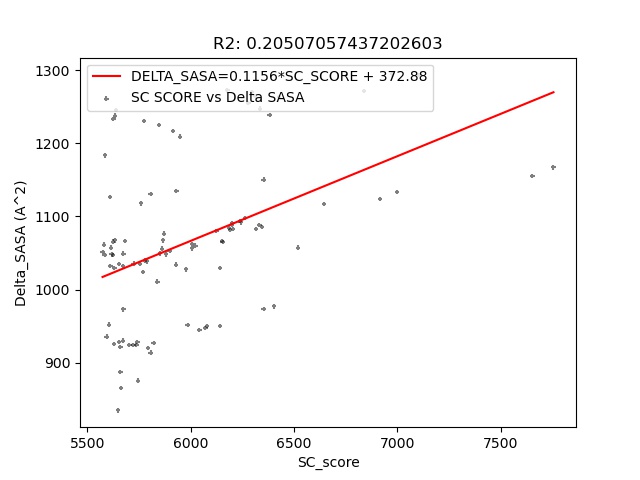 R2: 0.20507057437202603
DELTA_SASA=0.1156*SC_SCORE + 372.88
SC SCORE vs Delta SASA
1300
1200
1100
1000
900
Delta_SASA (A^2)
5500 6000 6500 7000 7500
SC_score